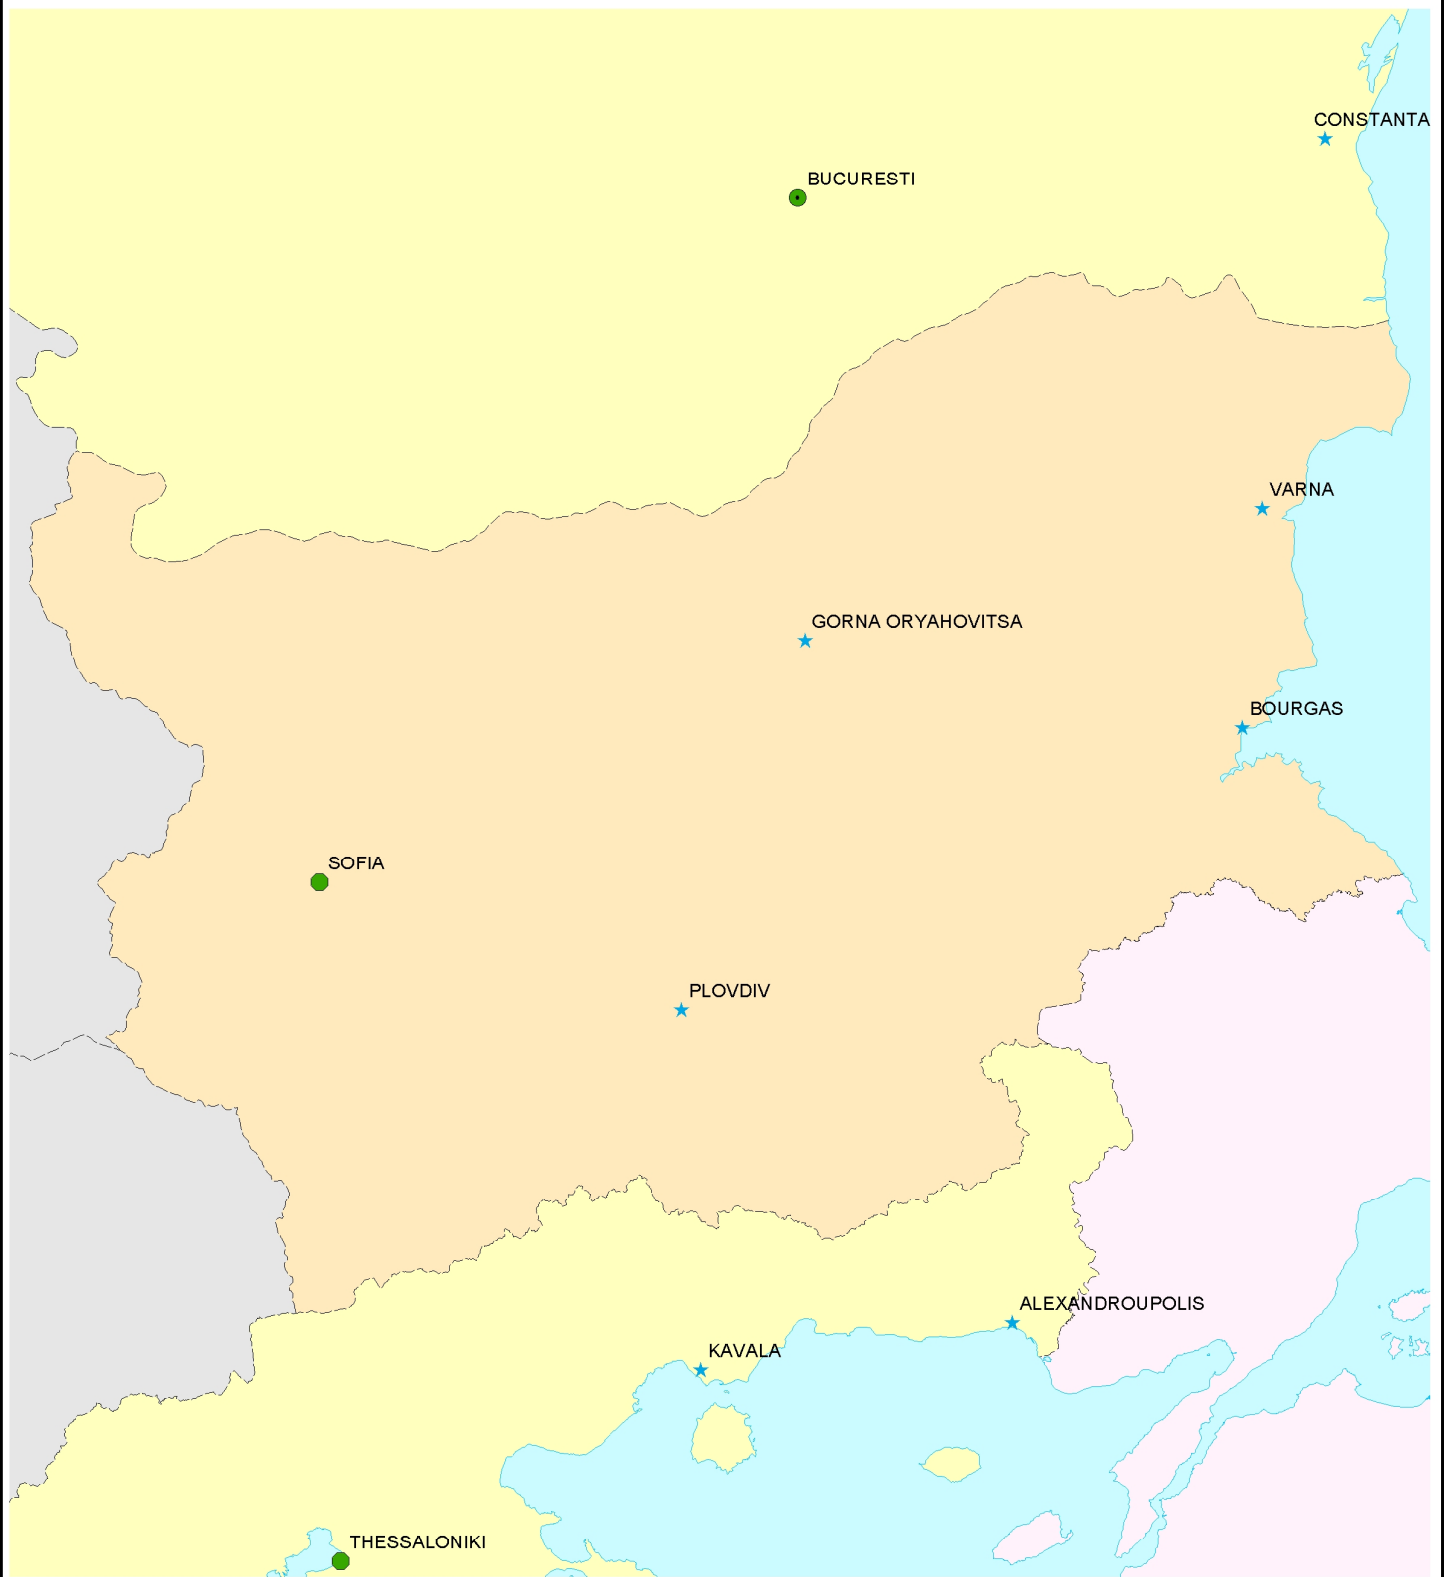 CONSTANTA
BUCURESTI
VARNA
GORNA ORYAHOVITSA
BOURGAS
SOFIA
PLOVDIV
ALEXANDROUPOLIS
KAVALA
THESSALONIKI